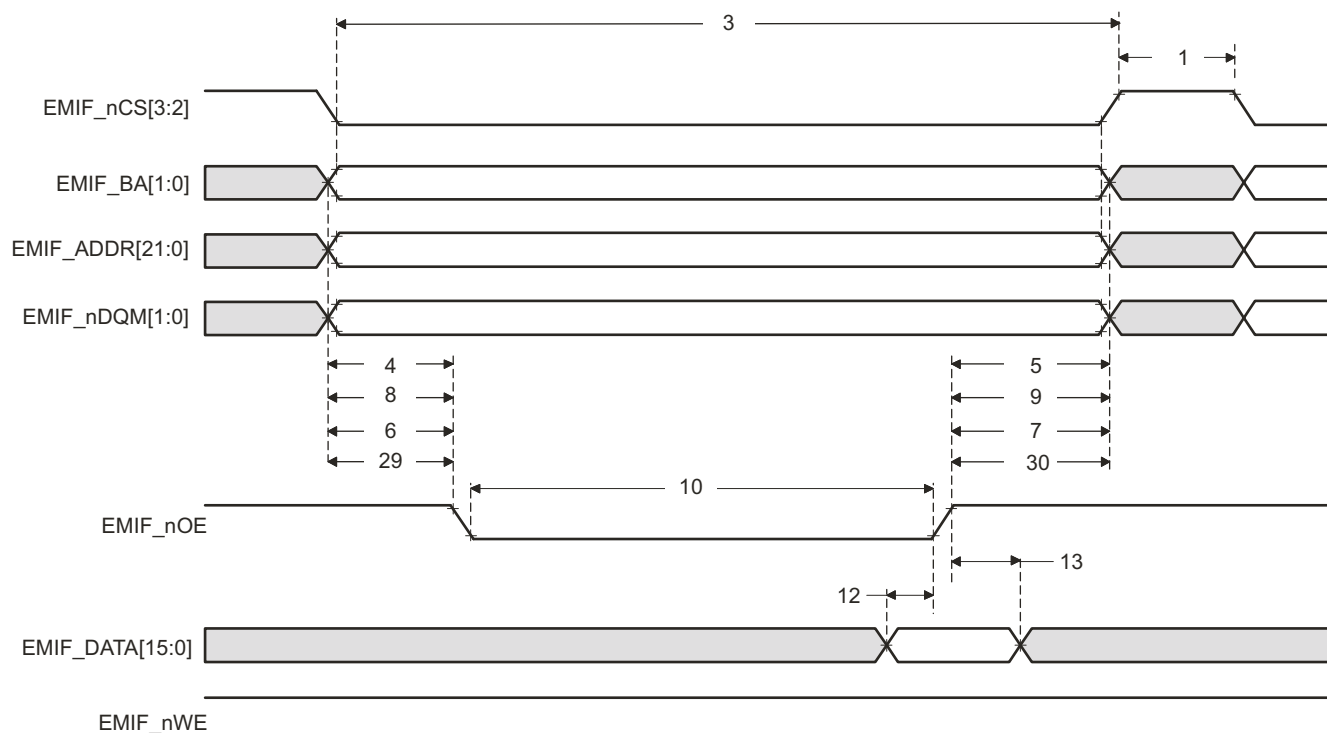 3
1
EMIF_nCS[3:2]
EMIF_BA[1:0]
EMIF_ADDR[21:0]
EMIF_nDQM[1:0]
4 5
8 9
6 7
29 30
10
EMIF_nOE
13
12
EMIF_DATA[15:0]
EMIF_nWE